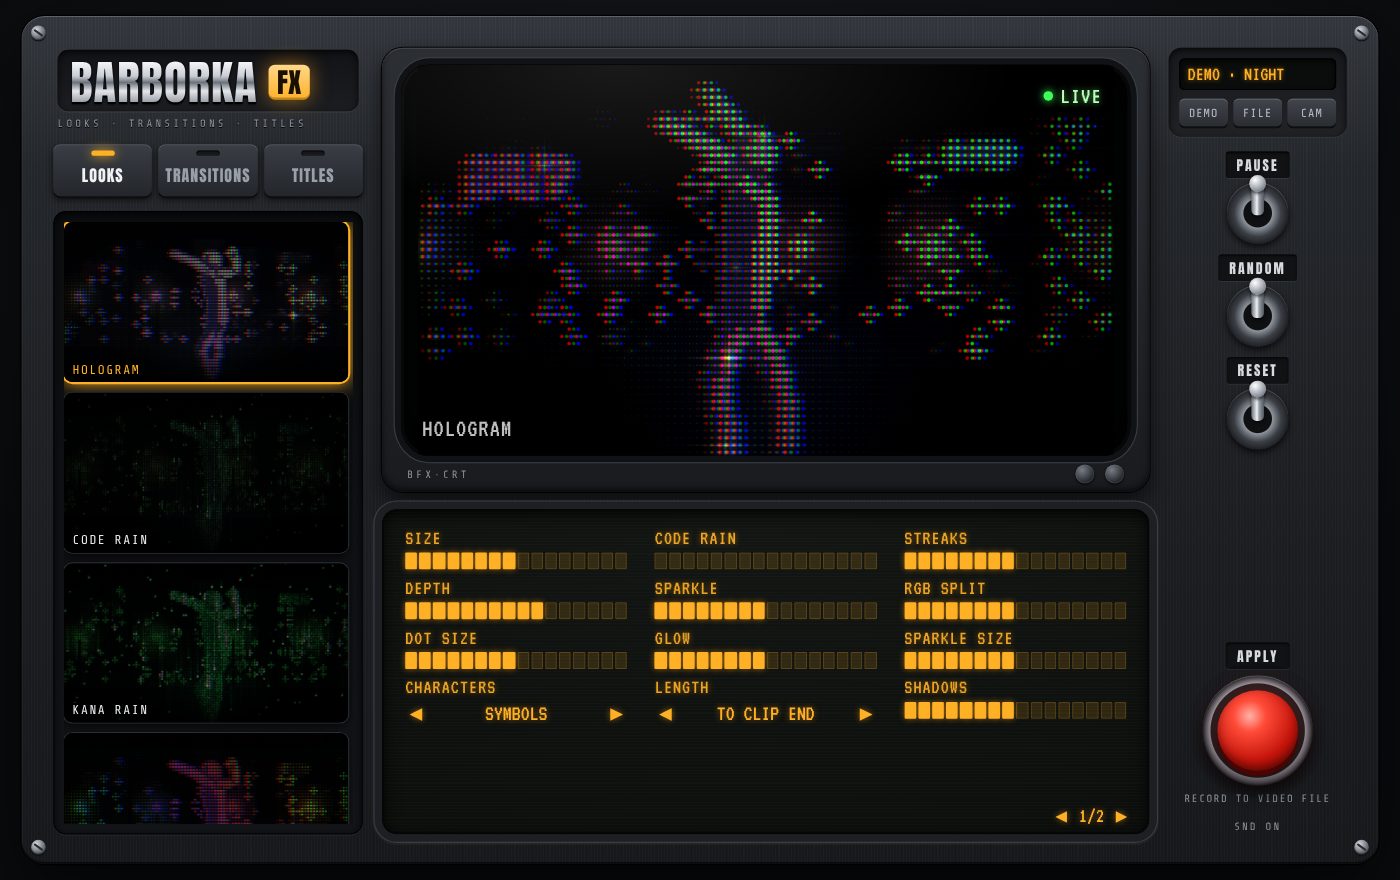 BARBORKA FX
LOOKS · TRANSITIONS · TITLES
LOOKS
TRANSITIONS
TITLES
HOLOGRAM
CODE RAIN
KANA RAIN
LIVE
HOLOGRAM
BFX·CRT
SIZE
CODE RAIN
STREAKS
DEPTH
SPARKLE
RGB SPLIT
DOT SIZE
GLOW
SPARKLE SIZE
CHARACTERS
LENGTH
SHADOWS
◀ SYMBOLS ▶
◀ TO CLIP END ▶
◀ 1/2 ▶
DEMO · NIGHT
DEMO
FILE
CAM
PAUSE
RANDOM
RESET
APPLY
RECORD TO VIDEO FILE
SND ON